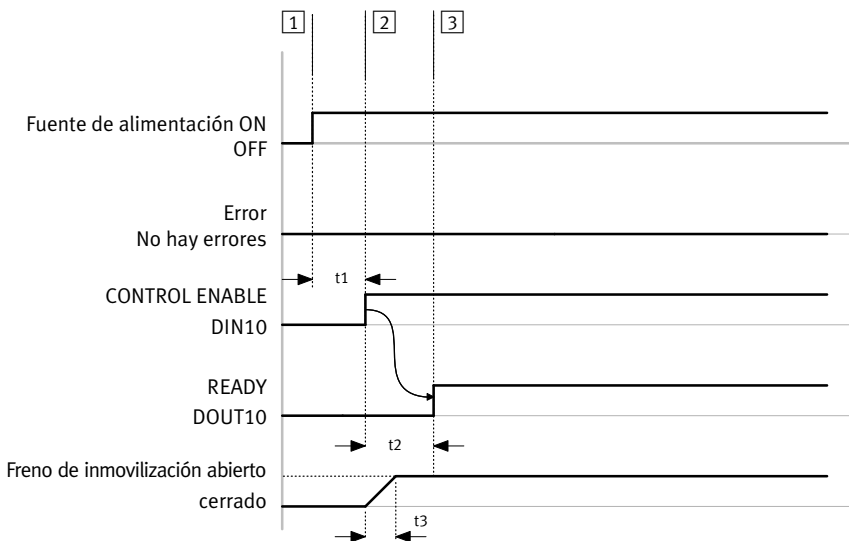 1 2 3
Fuente de alimentación ON
OFF
Error
No hay errores
t1
CONTROL ENABLE
DIN10
READY
DOUT10
t2
Freno de inmovilización abierto
cerrado
t3